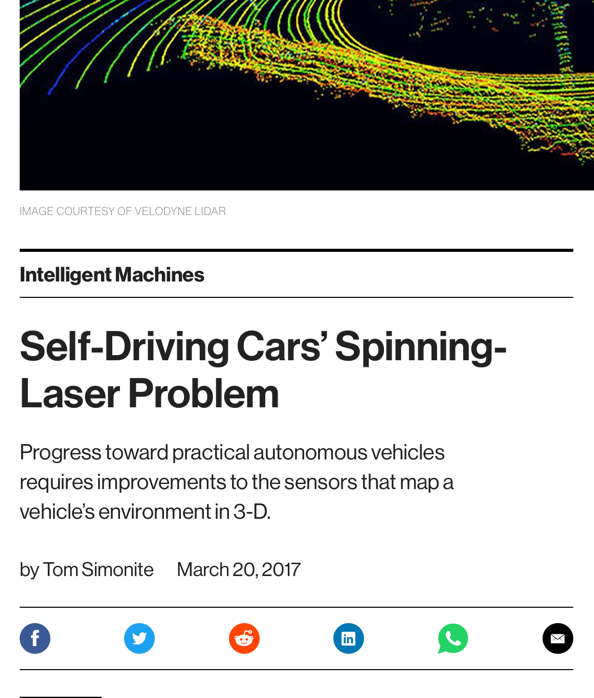 IMAGE COURTESY OF VELODYNE LIDAR
Intelligent Machines
Self-Driving Cars’ Spinning-
Laser Problem
Progress toward practical autonomous vehicles
requires improvements to the sensors that map a
vehicle’s environment in 3-D.
by Tom Simonite March 20, 2017